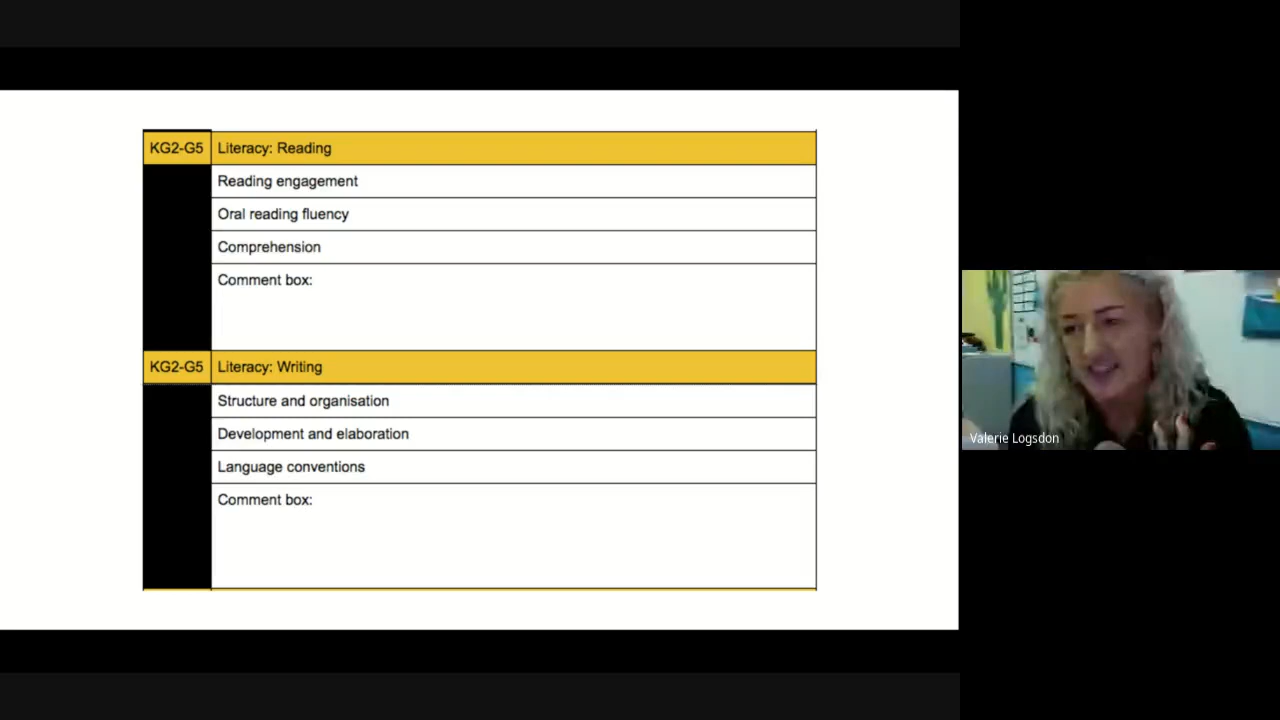 KG2-G5 Literacy: Reading
Reading engagement
Oral reading fluency
Comprehension
Comment box:
KG2-G5 Literacy: Writing
Structure and organisation
Development and elaboration
Language conventions
Comment box:
Valerie Logsdon